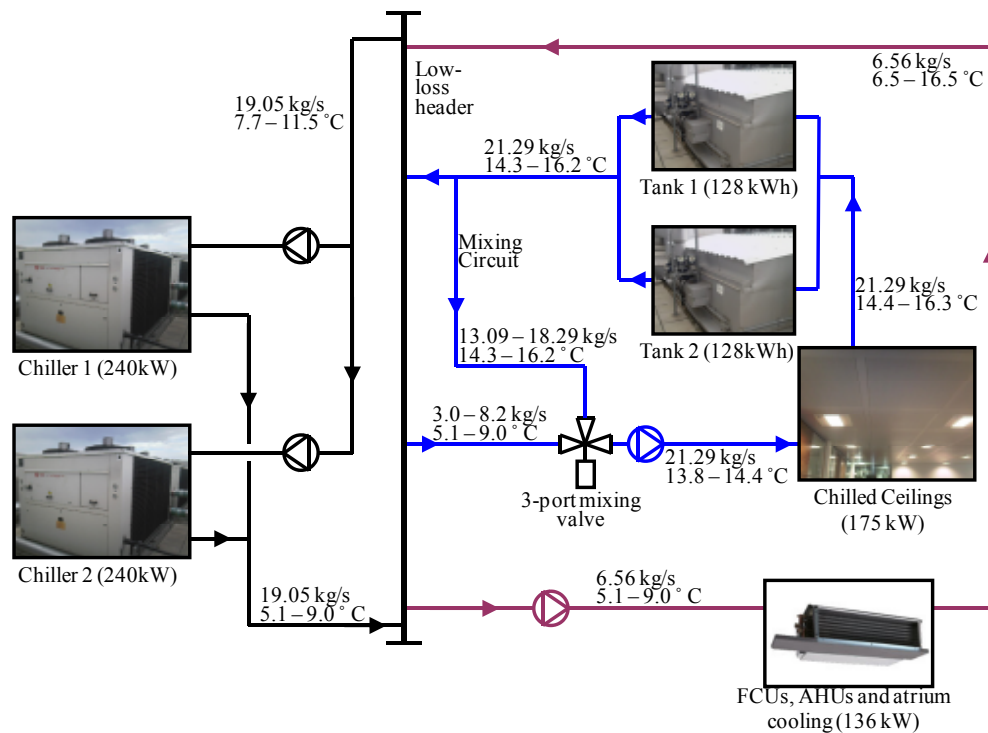 Low-
loss
header
6.56 kg/s
6.5 – 16.5 ˚C
19.05 kg/s
7.7 – 11.5 ˚C
21.29 kg/s
14.3 – 16.2 ˚C
Tank 1 (128 kWh)
Mixing
Circuit
21.29 kg/s
14.4 – 16.3 ˚C
13.09 – 18.29 kg/s
14.3 – 16.2 ˚C
Tank 2 (128kWh)
Chiller 1 (240kW)
3.0 – 8.2 kg/s
5.1 – 9.0 ˚C
21.29 kg/s
13.8 – 14.4 ˚C
3-port mixing
valve
Chilled Ceilings
(175 kW)
Chiller 2 (240kW)
19.05 kg/s
5.1 – 9.0 ˚ C
6.56 kg/s
5.1 – 9.0 ˚C
FCUs, AHUs and atrium
cooling (136 kW)